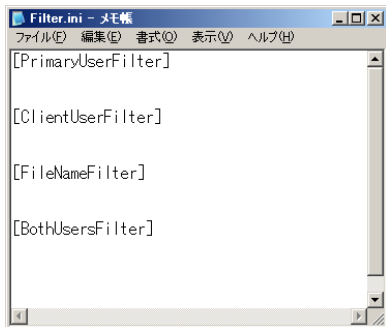 Filter.ini - メモ帳
ファイル(F) 編集(E) 書式(O) 表示(V) ヘルプ(H)
[PrimaryUserFilter]
[ClientUserFilter]
[FileNameFilter]
[BothUsersFilter]